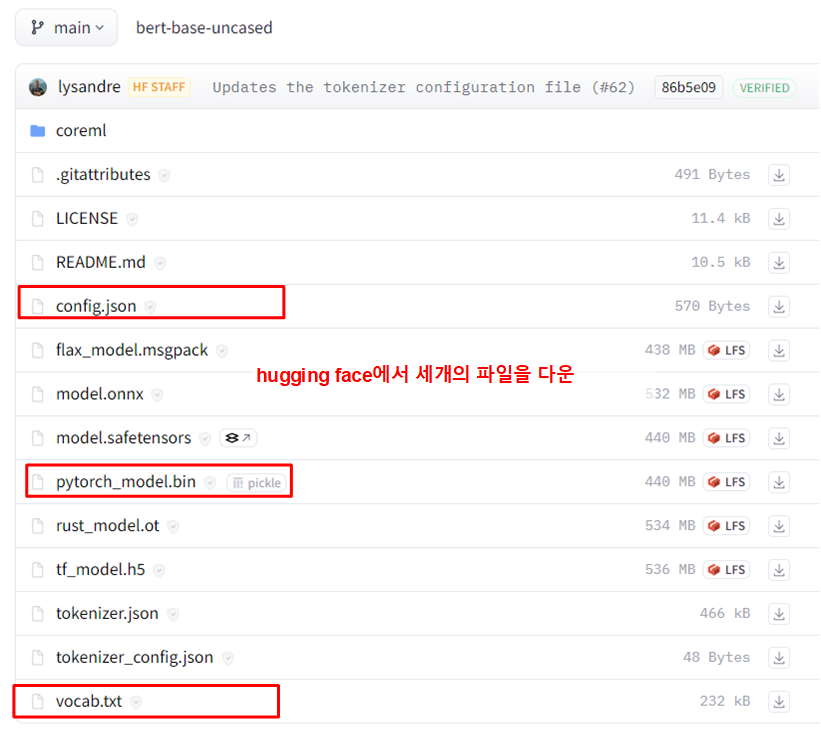 main bert-base-uncased
lysandre HF STAFF Updates the tokenizer configuration file (#62) 86b5e09 VERIFIED
coreml
.gitattributes 491 Bytes
LICENSE 11.4 kB
README.md 10.5 kB
config.json 570 Bytes
flax_model.msgpack 438 MB LFS
hugging face에서 세개의 파일을 다운
model.onnx 532 MB LFS
model.safetensors 440 MB LFS
pytorch_model.bin pickle 440 MB LFS
rust_model.ot 534 MB LFS
tf_model.h5 536 MB LFS
tokenizer.json 466 kB
tokenizer_config.json 48 Bytes
vocab.txt 232 kB